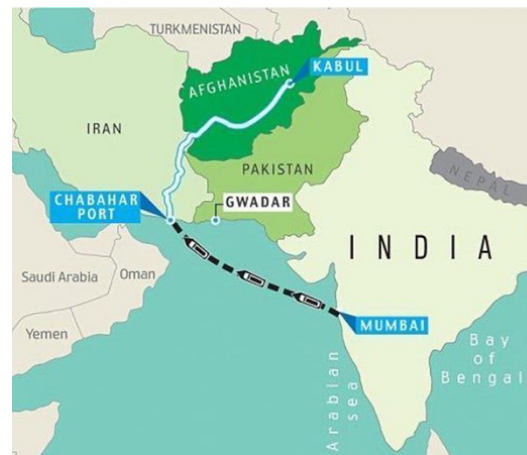 TURKMENISTAN
KABUL
AFGHANISTAN
IRAN
PAKISTAN
NEPAL
CHABAHAR
PORT
GWADAR
INDIA
Saudi Arabia
Oman
MUMBAI
Yemen
Arabian
sea
Bay
of
Bengal